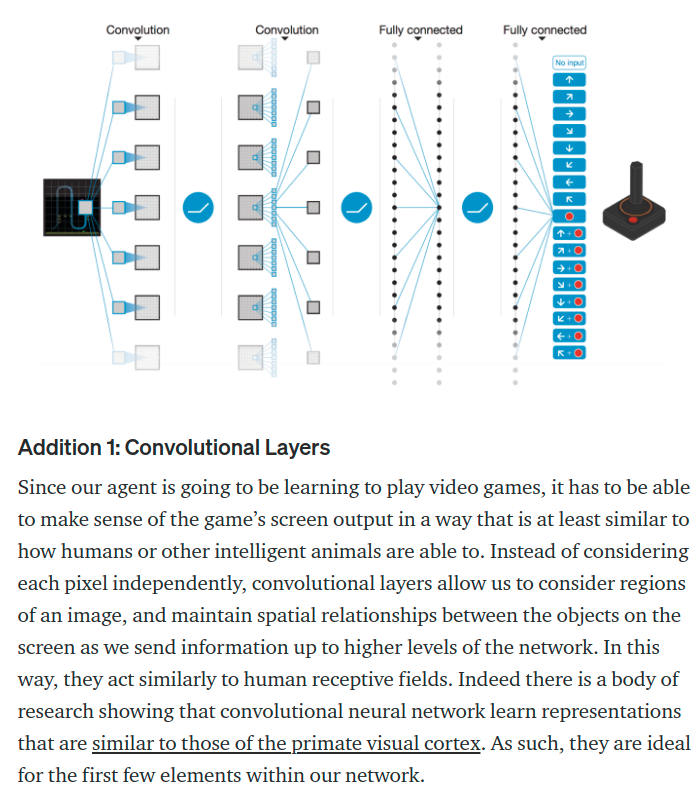 Convolution Convolution Fully connected Fully connected
No input
Addition 1: Convolutional Layers
Since our agent is going to be learning to play video games, it has to be able
to make sense of the game’s screen output in a way that is at least similar to
how humans or other intelligent animals are able to. Instead of considering
each pixel independently, convolutional layers allow us to consider regions
of an image, and maintain spatial relationships between the objects on the
screen as we send information up to higher levels of the network. In this
way, they act similarly to human receptive fields. Indeed there is a body of
research showing that convolutional neural network learn representations
that are similar to those of the primate visual cortex. As such, they are ideal
for the first few elements within our network.